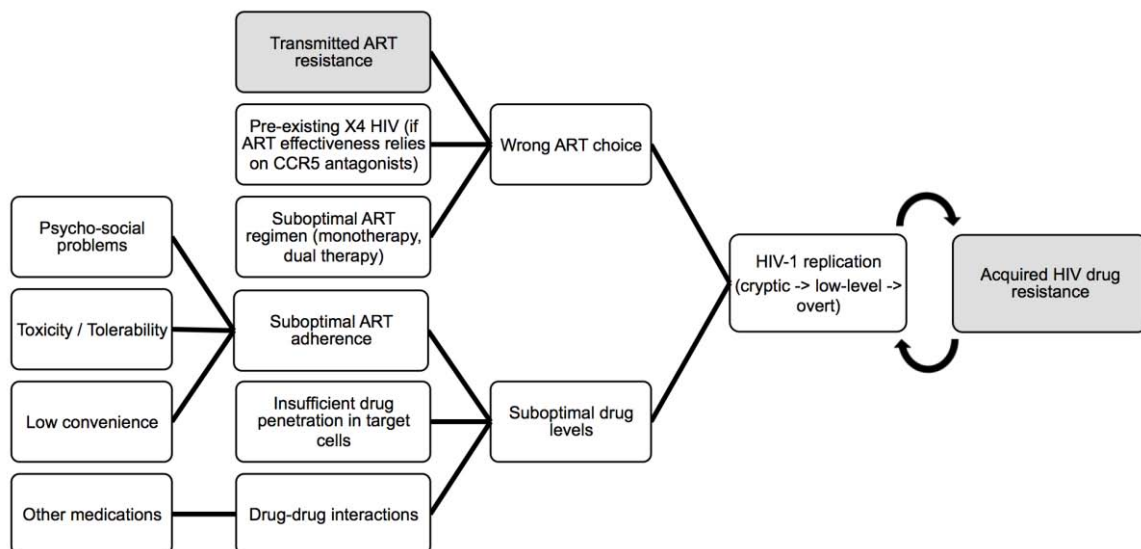 Transmitted ART
resistance
Pre-existing X4 HIV (if
ART effectiveness relies
on CCR5 antagonists)
Wrong ART choice
Suboptimal ART
regimen (monotherapy,
dual therapy)
Psycho-social
problems
HIV-1 replication
(cryptic -> low-level ->
overt)
Acquired HIV drug
resistance
Toxicity / Tolerability
Suboptimal ART
adherence
Low convenience
Insufficient drug
penetration in target
cells
Suboptimal drug
levels
Other medications
Drug-drug interactions